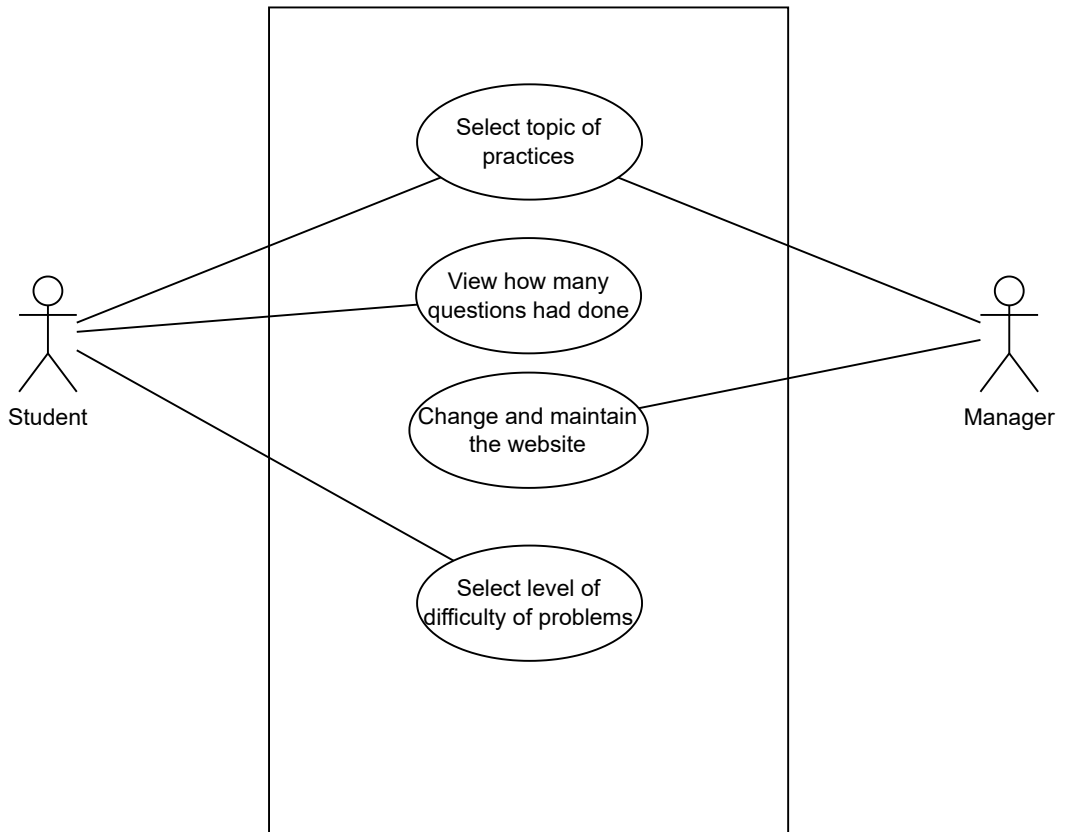 Select topic of
practices
View how many
questions had done
Student
Manager
Change and maintain
the website
Select level of
difficulty of problems